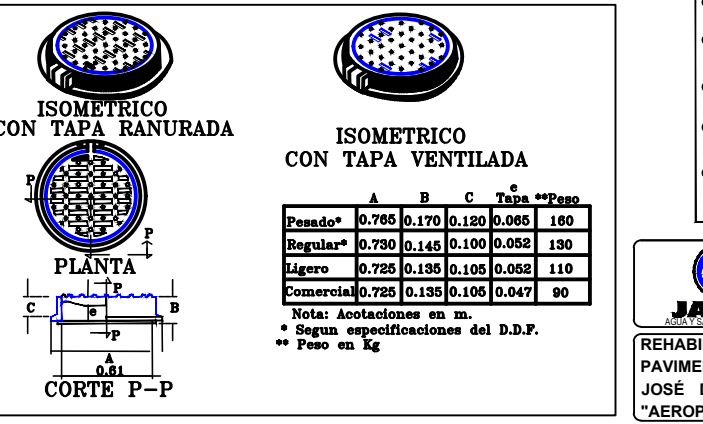 ISOMETRICO
CON TAPA RANURADA
ISOMETRICO
CON TAPA VENTILADA
P
P
PLANTA
P
C
e
B
P
A
0.61
CORTE P-P
A B C e Tapa **Peso
Pesado* 0.765 0.170 0.120 0.065 160
Regular* 0.730 0.145 0.100 0.052 130
Ligero 0.725 0.135 0.105 0.052 110
Comercial 0.725 0.135 0.105 0.047 90
Nota: Acotaciones en m.
* Segun especificaciones del D.D.F.
** Peso en Kg
AGUA Y
REHABI
PAVIME
JOSÉ
"AEROP